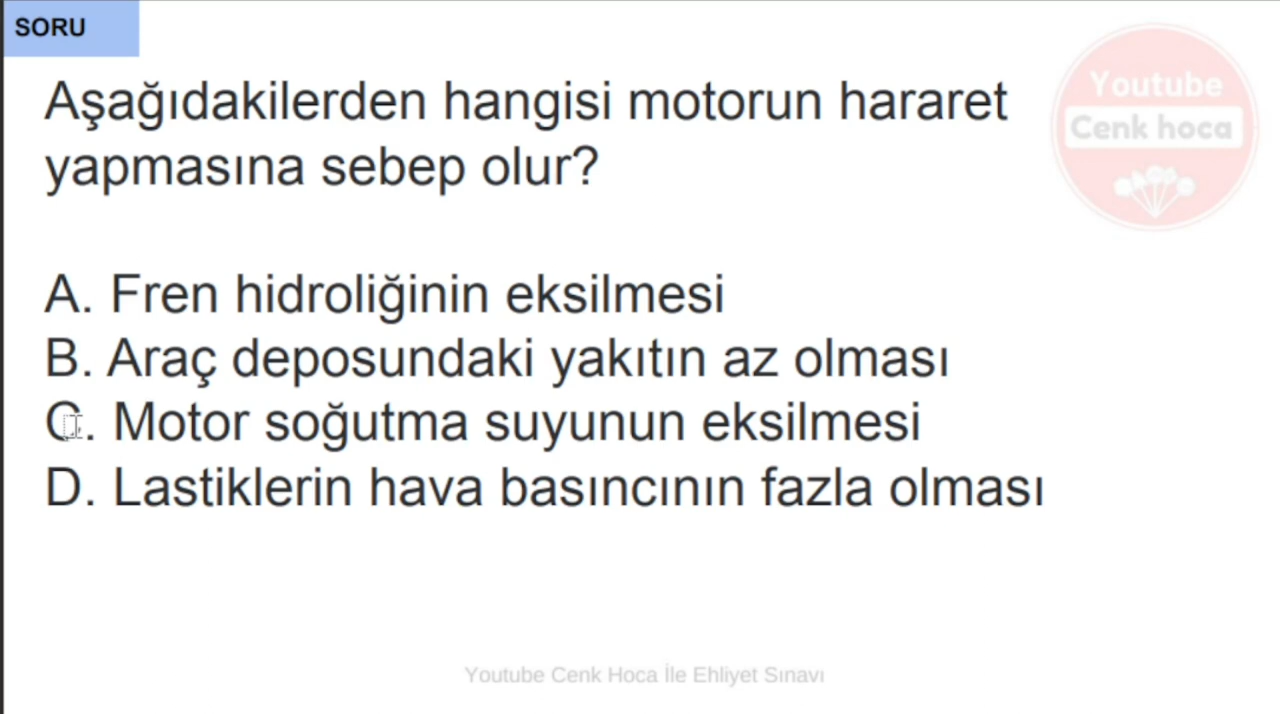 SORU
Youtube
Cenk hoca
Aşağıdakilerden hangisi motorun hararet
yapmasına sebep olur?
A. Fren hidroliğinin eksilmesi
B. Araç deposundaki yakıtın az olması
C. Motor soğutma suyunun eksilmesi
D. Lastiklerin hava basıncının fazla olması
Youtube Cenk Hoca İle Ehliyet Sınavı